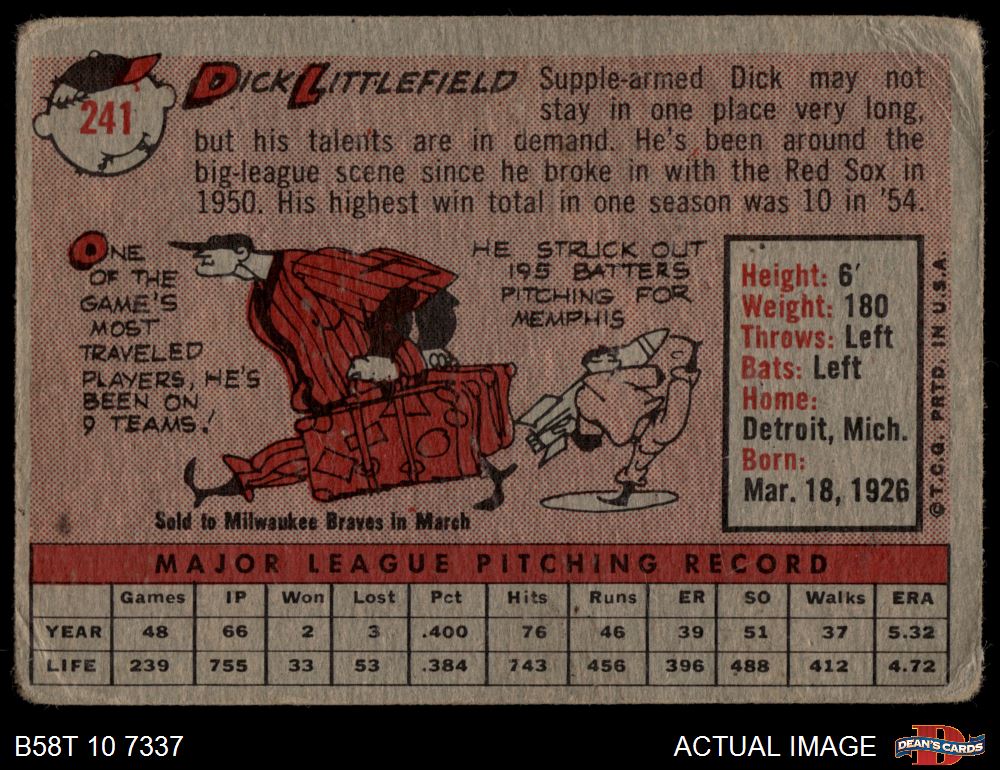 241
DICK LITTLEFIELD
Supple-armed Dick may not
stay in one place very long,
but his talents are in demand. He's been around the
big-league scene since he broke in with the Red Sox in
1950. His highest win total in one season was 10 in '54.
ONE
OF THE
GAME'S
MOST
TRAVELED
PLAYERS, HE'S
BEEN ON
9 TEAMS!
HE STRUCK OUT
195 BATTERS
PITCHING FOR
MEMPHIS
Sold to Milwaukee Braves in March
Height: 6'
Weight: 180
Throws: Left
Bats: Left
Home:
Detroit, Mich.
Born:
Mar. 18, 1926
© T.C.G. PRTD. IN U.S.A.
MAJOR LEAGUE PITCHING RECORD
Games IP Won Lost Pct Hits Runs ER SO Walks ERA
YEAR 48 66 2 3 .400 76 46 39 51 37 5.32
LIFE 239 755 33 53 .384 743 456 396 488 412 4.72
B58T 10 7337
ACTUAL IMAGE
D
DEAN'S CARDS